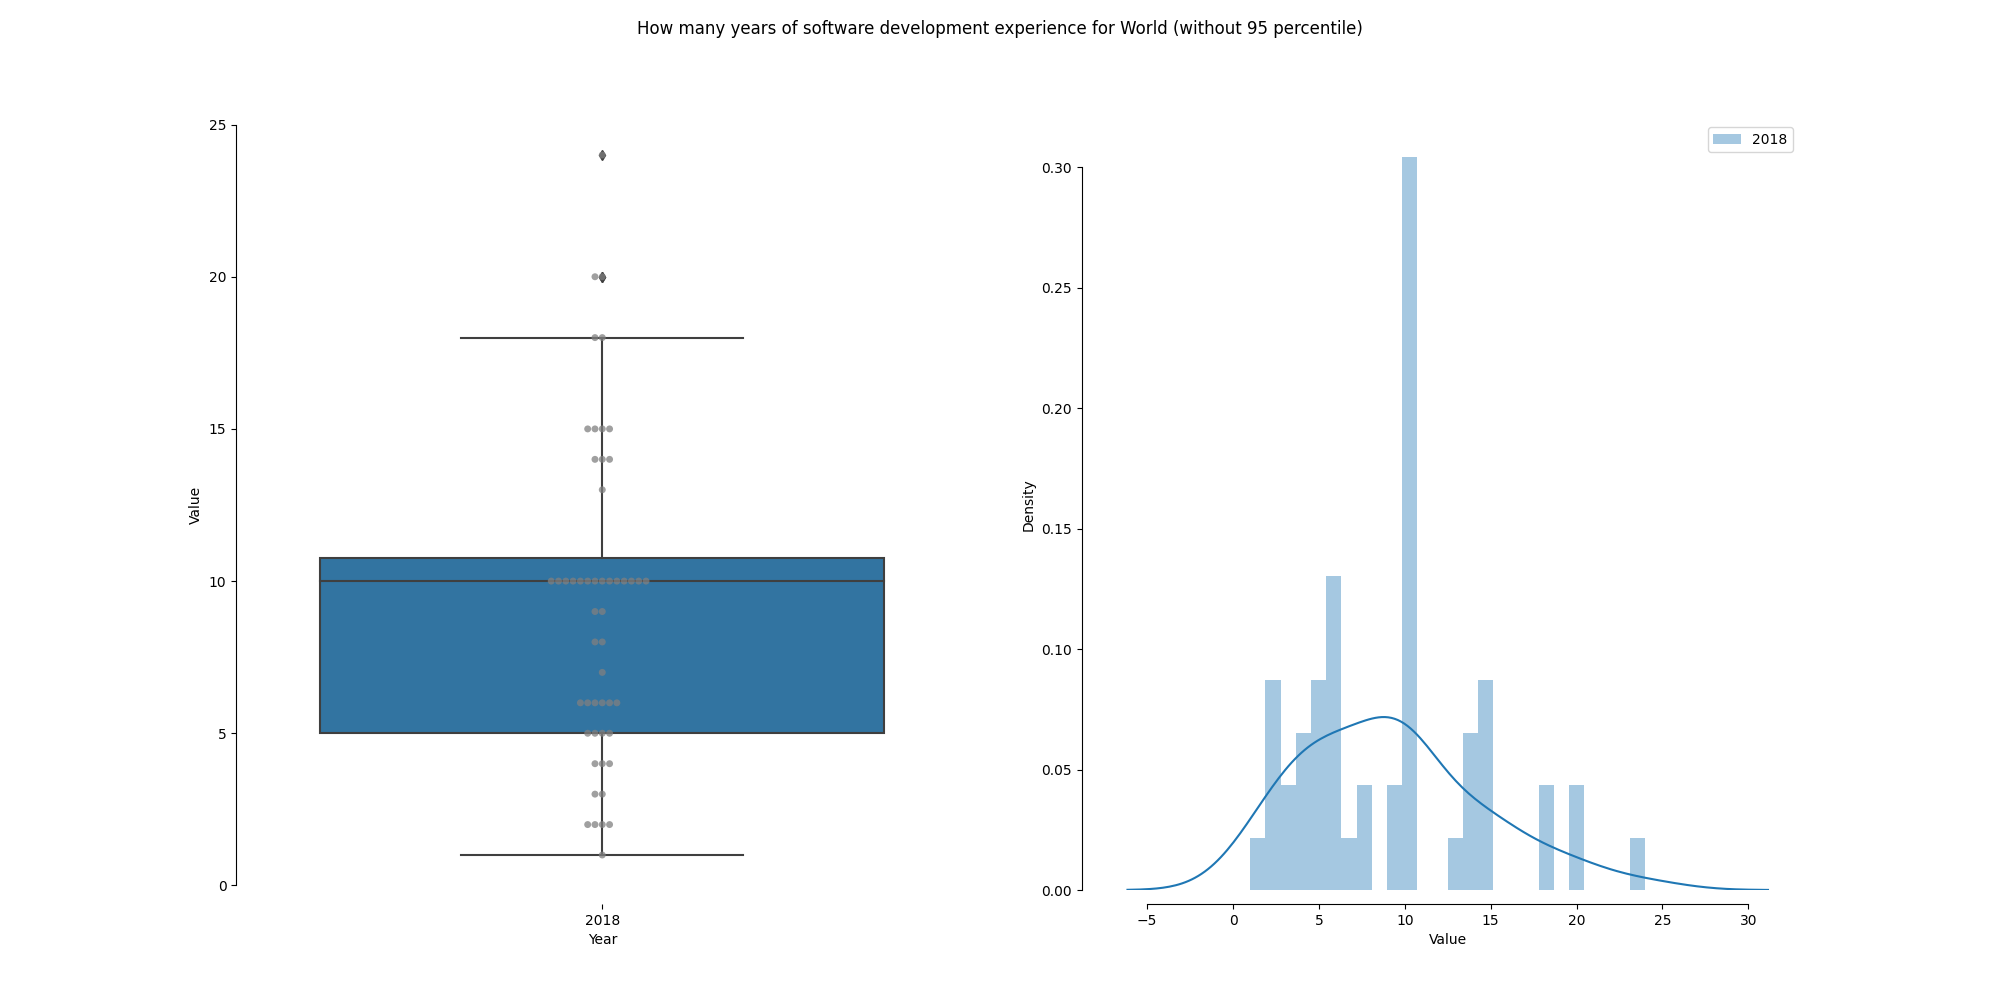 How many years of software development experience for World (without 95 percentile)
25
20
15
10
5
0
Value
2018
Year
2018
0.30
0.25
0.20
0.15
0.10
0.05
0.00
Density
−5 0 5 10 15 20 25 30
Value